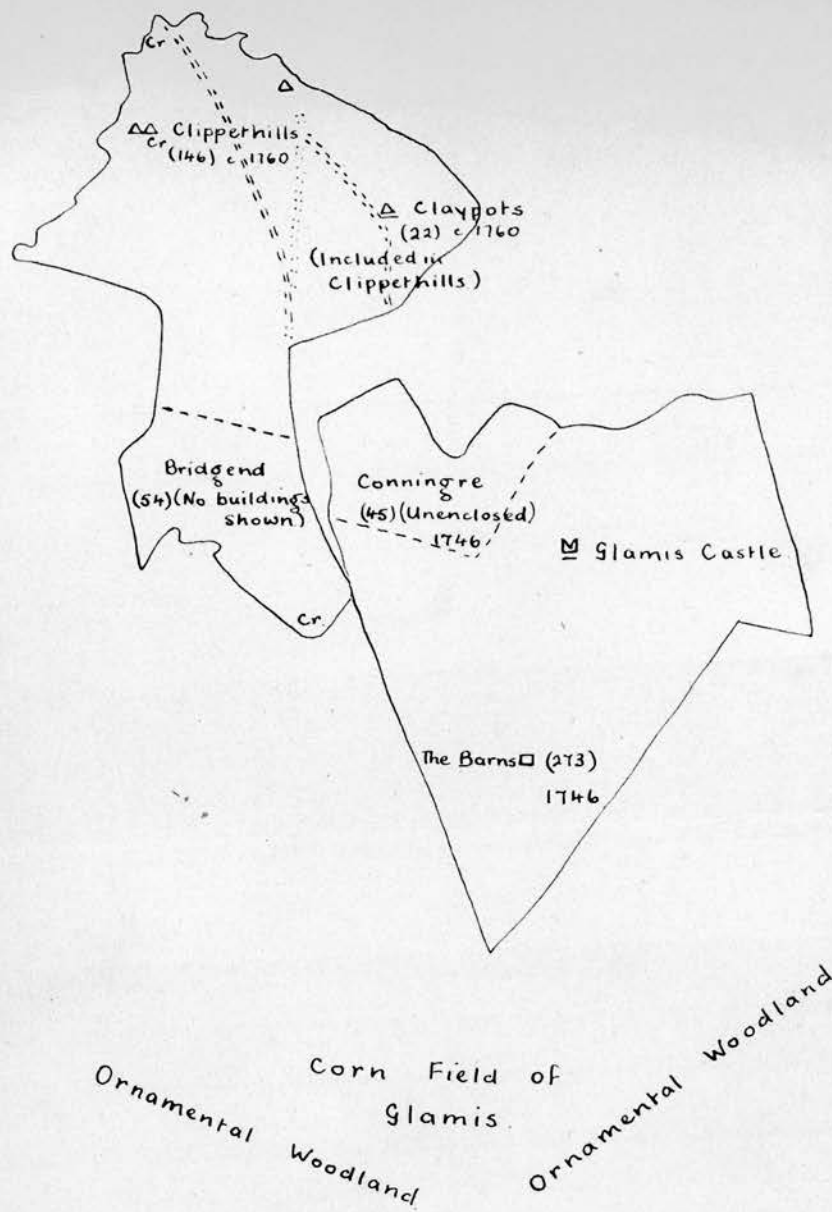 Cr
Clipperhills
Cr
(146) c 1760
Claypots
(22) c 1760
(Included in
Clipperhills)
Bridgend
(54) (No buildings
shown)
Conningre
(45) (Unenclosed)
1746
Glamis Castle
Cr.
The Barns (273)
1746
Corn Field of
Glamis
Ornamental Woodland
Ornamental Woodland